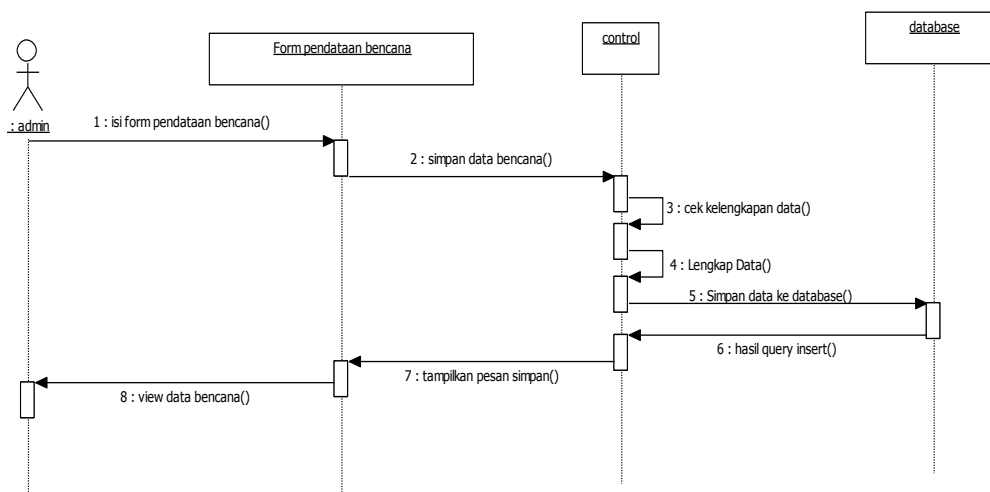 Form pendataan bencana
control
database
: admin
1 : isi form pendataan bencana()
2 : simpan data bencana()
3 : cek kelengkapan data()
4 : Lengkap Data()
5 : Simpan data ke database()
6 : hasil query insert()
7 : tampilkan pesan simpan()
8 : view data bencana()